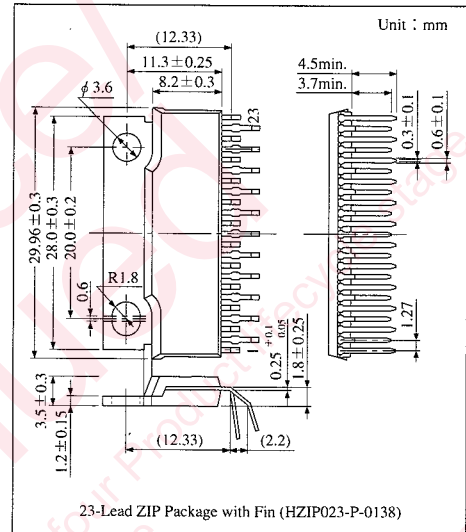 Unit : mm
(12.33)
11.3 ± 0.25
8.2 ± 0.3
φ 3.6
23
29.96 ± 0.3
28.0 ± 0.3
20.0 ± 0.2
R1.8
0.6
1
4.5min.
3.7min.
0.3 ± 0.1
0.6 ± 0.1
1.27
0.25 +0.1 0.05
1.8 ± 0.25
3.5 ± 0.3
1.2 ± 0.15
(12.33)
(2.2)
23-Lead ZIP Package with Fin (HZIP023-P-0138)